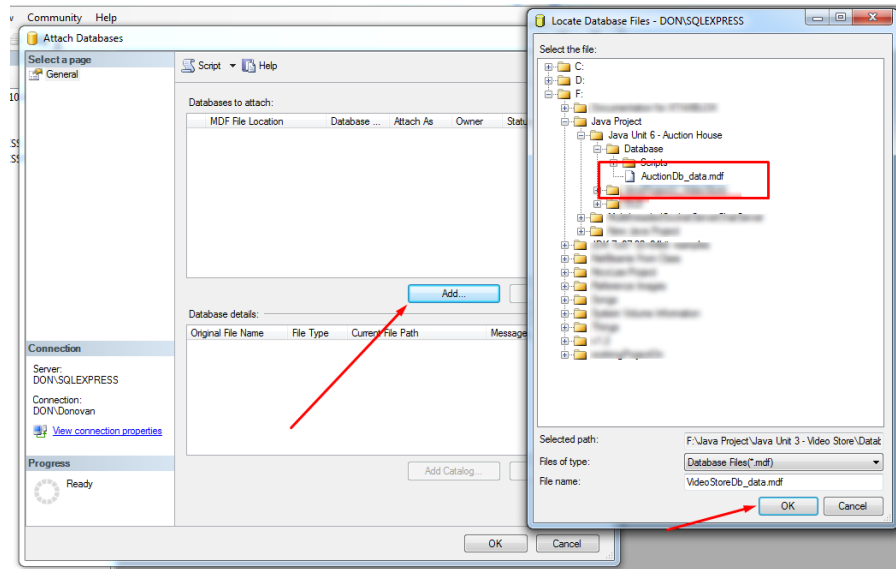 Community Help
Attach Databases
Select a page
General
Script Help
Databases to attach:
MDF File Location Database ... Attach As Owner Statu
Add...
Database details:
Original File Name File Type Current File Path Message
Connection
Server:
DON\SQLEXPRESS
Connection:
DON\Donovan
View connection properties
Progress
Ready
Add Catalog...
OK Cancel
Locate Database Files - DON\SQLEXPRESS
Select the file:
C:
D:
F:
Java Project
Java Unit 6 - Auction House
Database
Scripts
AuctionDb_data.mdf
Selected path: F:\Java Project\Java Unit 3 - Video Store\Datab
Files of type: Database Files(*.mdf)
File name: VideoStoreDb_data.mdf
OK Cancel